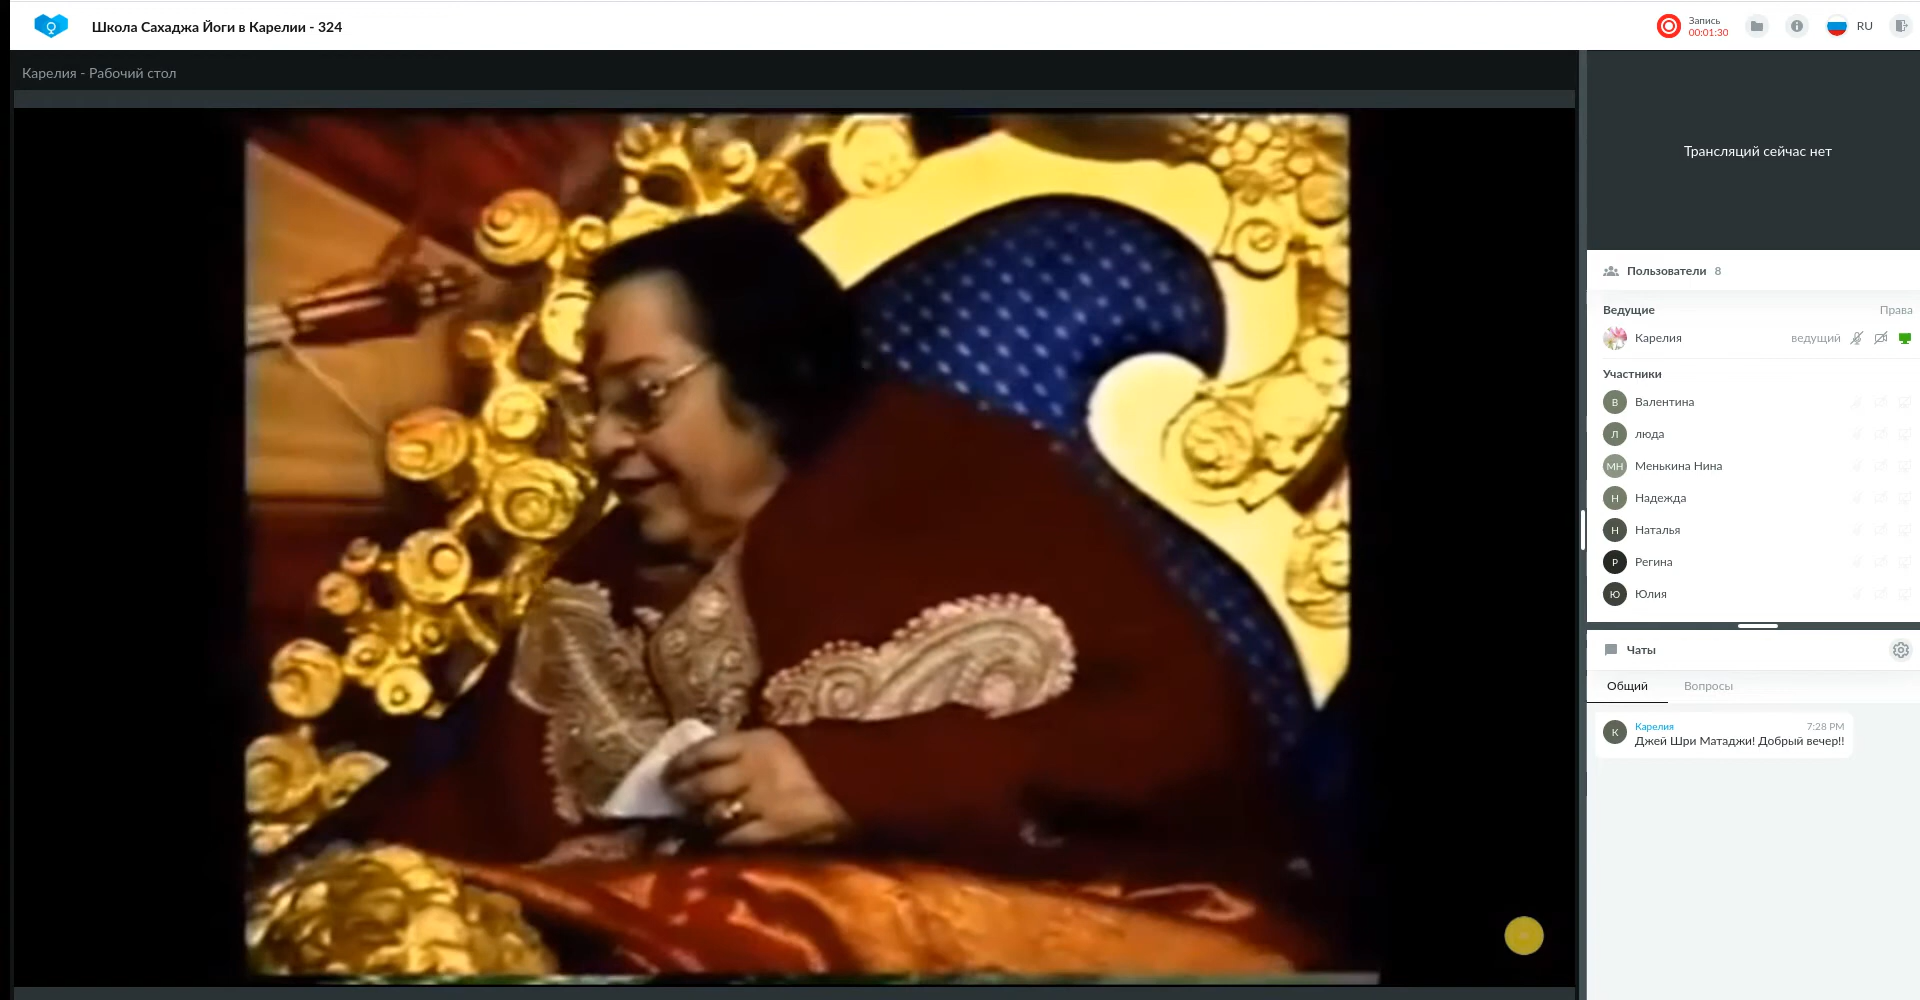 Школа Сахаджа Йоги в Карелии - 324
Запись
00:01:30
RU
Карелия - Рабочий стол
Трансляций сейчас нет
Пользователи 8
Ведущие Права
Карелия ведущий
Участники
В Валентина
Л люда
МН Менькина Нина
Н Надежда
Н Наталья
Р Регина
Ю Юлия
Чаты
Общий Вопросы
Карелия 7:28 PM
К Джей Шри Матаджи! Добрый вечер!!